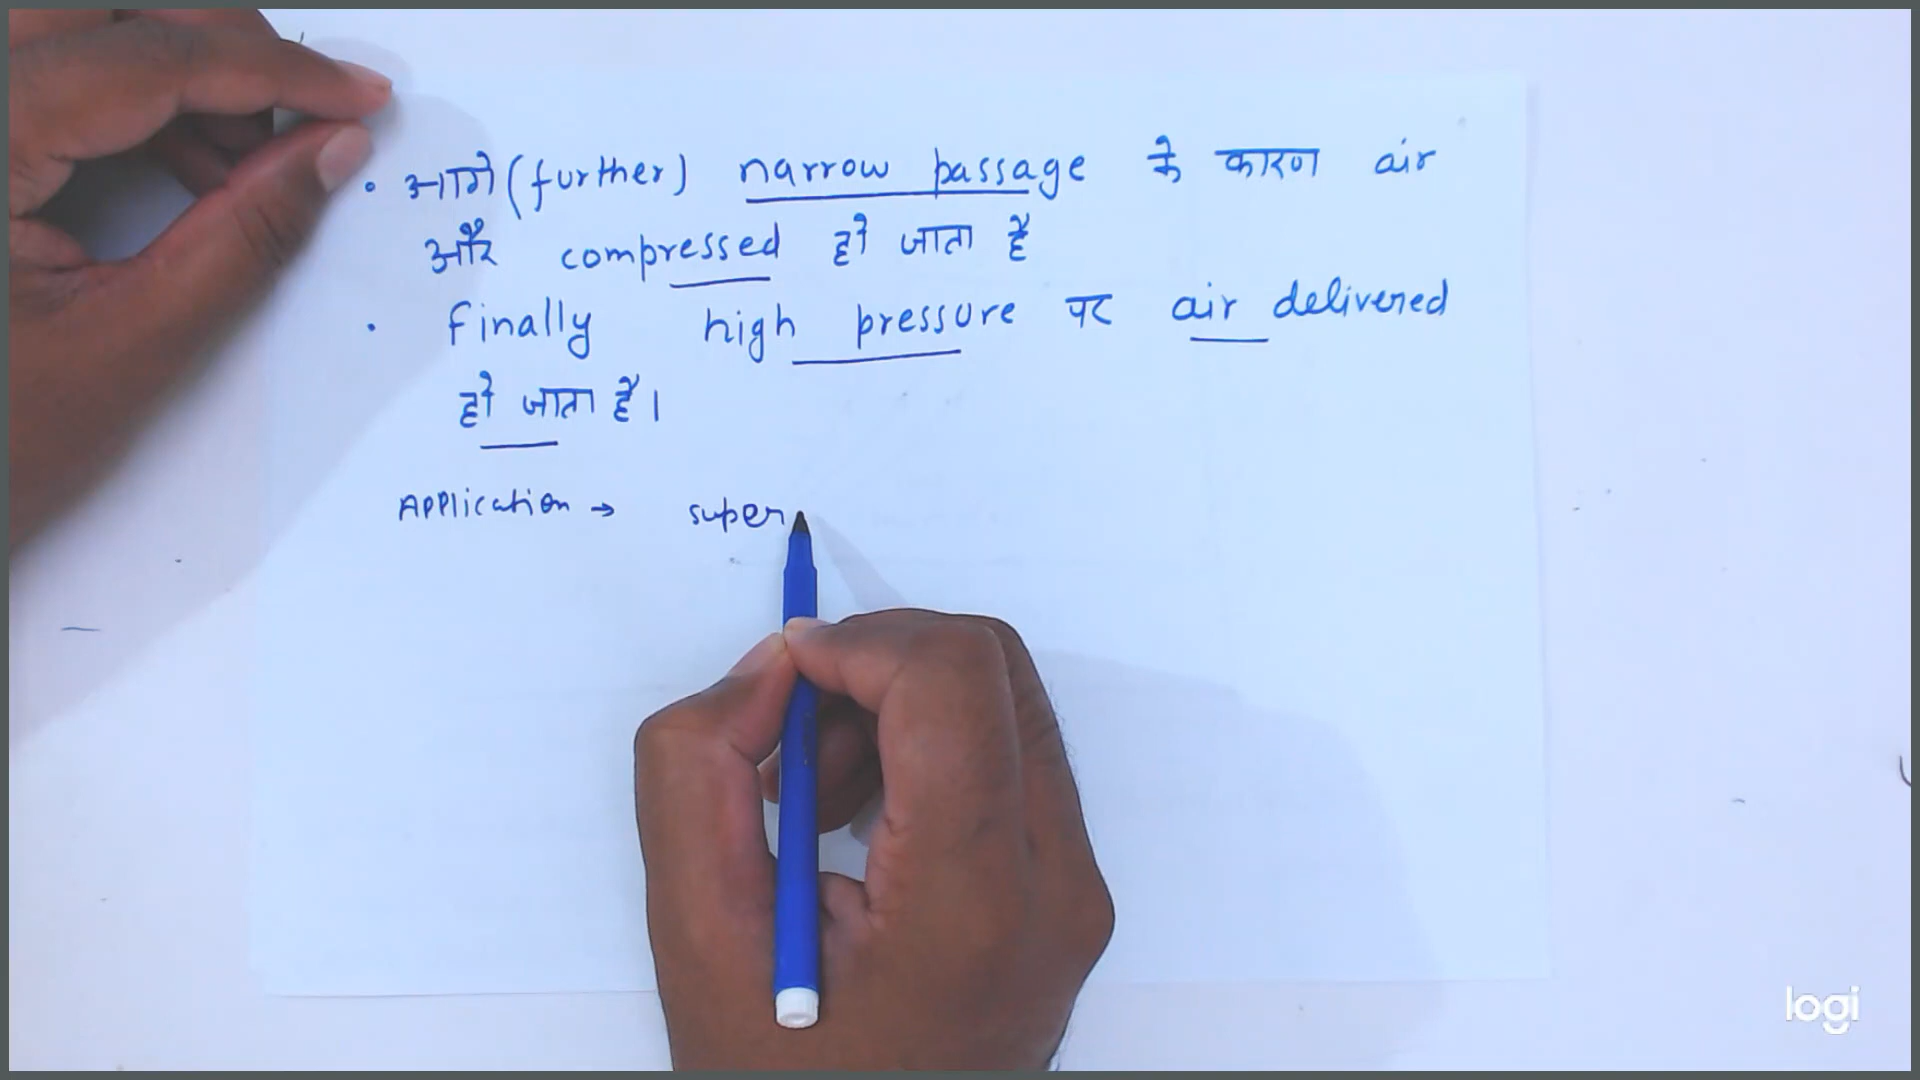 • आगे (further) narrow passage के कारण air
और compressed हो जाता है
• Finally high pressure पर air delivered
हो जाता है।
Application → super
logi